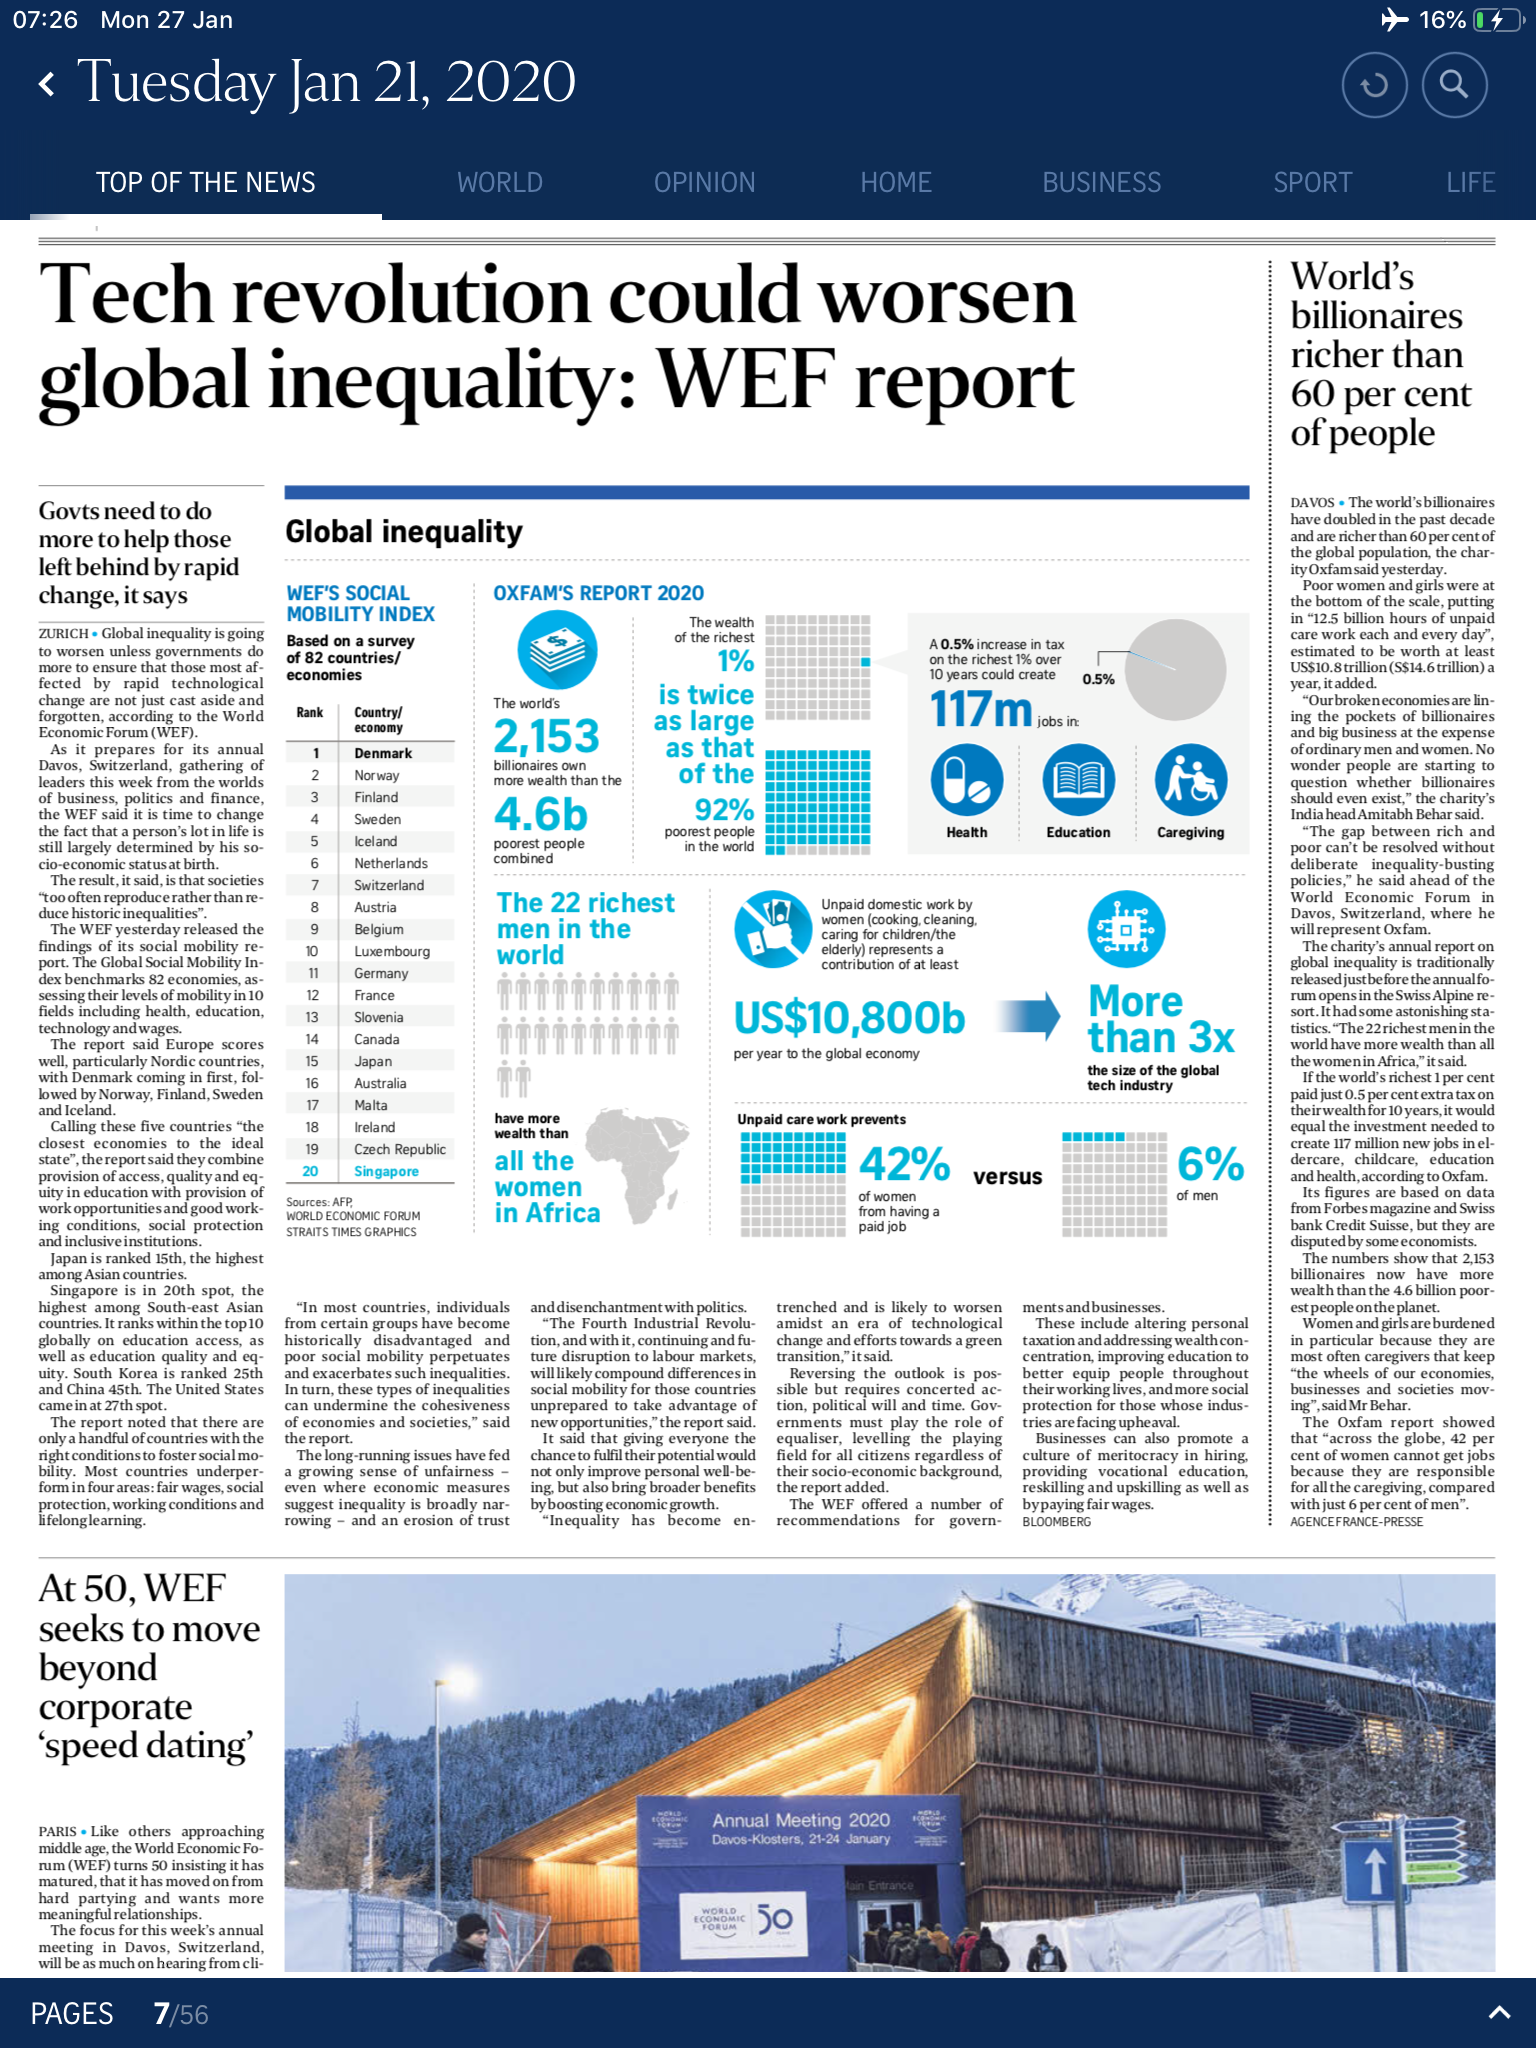 07:26 Mon 27 Jan
16%
Tuesday Jan 21, 2020
TOP OF THE NEWS WORLD OPINION HOME BUSINESS SPORT LIFE
Tech revolution could worsen
global inequality: WEF report
Govts need to do
more to help those
left behind by rapid
change, it says
ZURICH • Global inequality is going
to worsen unless governments do
more to ensure that those most af-
fected by rapid technological
change are not just cast aside and
forgotten, according to the World
Economic Forum (WEF).
As it prepares for its annual
Davos, Switzerland, gathering of
leaders this week from the worlds
of business, politics and finance,
the WEF said it is time to change
the fact that a person's lot in life is
still largely determined by his so-
cio-economic status at birth.
The result, it said, is that societies
"too often reproduce rather than re-
duce historic inequalities".
The WEF yesterday released the
findings of its social mobility re-
port. The Global Social Mobility In-
dex benchmarks 82 economies, as-
sessing their levels of mobility in 10
fields including health, education,
technology and wages.
The report said Europe scores
well, particularly Nordic countries,
with Denmark coming in first, fol-
lowed by Norway, Finland, Sweden
and Iceland.
Calling these five countries "the
closest economies to the ideal
state", the report said they combine
provision of access, quality and eq-
uity in education with provision of
work opportunities and good work-
ing conditions, social protection
and inclusive institutions.
Japan is ranked 15th, the highest
among Asian countries.
Singapore is in 20th spot, the
highest among South-east Asian
countries. It ranks within the top 10
globally on education access, as
well as education quality and eq-
uity. South Korea is ranked 25th
and China 45th. The United States
came in at 27th spot.
The report noted that there are
only a handful of countries with the
right conditions to foster social mo-
bility. Most countries underper-
form in four areas: fair wages, social
protection, working conditions and
lifelong learning.
Global inequality
WEF'S SOCIAL
MOBILITY INDEX
Based on a survey
of 82 countries/
economies
Rank Country/
economy
1 Denmark
2 Norway
3 Finland
4 Sweden
5 Iceland
6 Netherlands
7 Switzerland
8 Austria
9 Belgium
10 Luxembourg
11 Germany
12 France
13 Slovenia
14 Canada
15 Japan
16 Australia
17 Malta
18 Ireland
19 Czech Republic
20 Singapore
Sources: AFP,
WORLD ECONOMIC FORUM
STRAITS TIMES GRAPHICS
OXFAM'S REPORT 2020
The world's
2,153
billionaires own
more wealth than the
4.6b
poorest people
combined
The wealth
of the richest
1%
is twice
as large
as that
of the
92%
poorest people
in the world
A 0.5% increase in tax
on the richest 1% over
10 years could create
117m jobs in:
0.5%
Health
Education
Caregiving
The 22 richest
men in the
world
have more
wealth than
all the
women
in Africa
Unpaid domestic work by
women (cooking, cleaning,
caring for children/the
elderly) represents a
contribution of at least
US$10,800b
per year to the global economy
More
than 3x
the size of the global
tech industry
Unpaid care work prevents
42%
of women
from having a
paid job
versus
6%
of men
"In most countries, individuals
from certain groups have become
historically disadvantaged and
poor social mobility perpetuates
and exacerbates such inequalities.
In turn, these types of inequalities
can undermine the cohesiveness
of economies and societies," said
the report.
The long-running issues have fed
a growing sense of unfairness –
even where economic measures
suggest inequality is broadly nar-
rowing – and an erosion of trust
and disenchantment with politics.
"The Fourth Industrial Revolu-
tion, and with it, continuing and fu-
ture disruption to labour markets,
will likely compound differences in
social mobility for those countries
unprepared to take advantage of
new opportunities," the report said.
It said that giving everyone the
chance to fulfil their potential would
not only improve personal well-be-
ing, but also bring broader benefits
by boosting economic growth.
"Inequality has become en-
trenched and is likely to worsen
amidst an era of technological
change and efforts towards a green
transition," it said.
Reversing the outlook is pos-
sible but requires concerted ac-
tion, political will and time. Gov-
ernments must play the role of
equaliser, levelling the playing
field for all citizens regardless of
their socio-economic background,
the report added.
The WEF offered a number of
recommendations for govern-
ments and businesses.
These include altering personal
taxation and addressing wealth con-
centration, improving education to
better equip people throughout
their working lives, and more social
protection for those whose indus-
tries are facing upheaval.
Businesses can also promote a
culture of meritocracy in hiring,
providing vocational education,
reskilling and upskilling as well as
by paying fair wages.
BLOOMBERG
World's
billionaires
richer than
60 per cent
of people
DAVOS • The world's billionaires
have doubled in the past decade
and are richer than 60 per cent of
the global population, the char-
ity Oxfam said yesterday.
Poor women and girls were at
the bottom of the scale, putting
in "12.5 billion hours of unpaid
care work each and every day",
estimated to be worth at least
US$10.8 trillion (S$14.6 trillion) a
year, it added.
"Our broken economies are lin-
ing the pockets of billionaires
and big business at the expense
of ordinary men and women. No
wonder people are starting to
question whether billionaires
should even exist," the charity's
India head Amitabh Behar said.
"The gap between rich and
poor can't be resolved without
deliberate inequality-busting
policies," he said ahead of the
World Economic Forum in
Davos, Switzerland, where he
will represent Oxfam.
The charity's annual report on
global inequality is traditionally
released just before the annual fo-
rum opens in the Swiss Alpine re-
sort. It had some astonishing sta-
tistics. "The 22 richest men in the
world have more wealth than all
the women in Africa," it said.
If the world's richest 1 per cent
paid just 0.5 per cent extra tax on
their wealth for 10 years, it would
equal the investment needed to
create 117 million new jobs in el-
dercare, childcare, education
and health, according to Oxfam.
Its figures are based on data
from Forbes magazine and Swiss
bank Credit Suisse, but they are
disputed by some economists.
The numbers show that 2,153
billionaires now have more
wealth than the 4.6 billion poor-
est people on the planet.
Women and girls are burdened
in particular because they are
most often caregivers that keep
"the wheels of our economies,
businesses and societies mov-
ing", said Mr Behar.
The Oxfam report showed
that "across the globe, 42 per
cent of women cannot get jobs
because they are responsible
for all the caregiving, compared
with just 6 per cent of men".
AGENCE FRANCE-PRESSE
At 50, WEF
seeks to move
beyond
corporate
'speed dating'
PARIS • Like others approaching
middle age, the World Economic Fo-
rum (WEF) turns 50 insisting it has
matured, that it has moved on from
hard partying and wants more
meaningful relationships.
The focus for this week's annual
meeting in Davos, Switzerland,
will be as much on hearing from cli-
WORLD
ECONOMIC
FORUM
Annual Meeting 2020
Davos-Klosters, 21-24 January
WORLD
ECONOMIC
FORUM
Main Entrance
WORLD
ECONOMIC
FORUM
50
PAGES 7/56